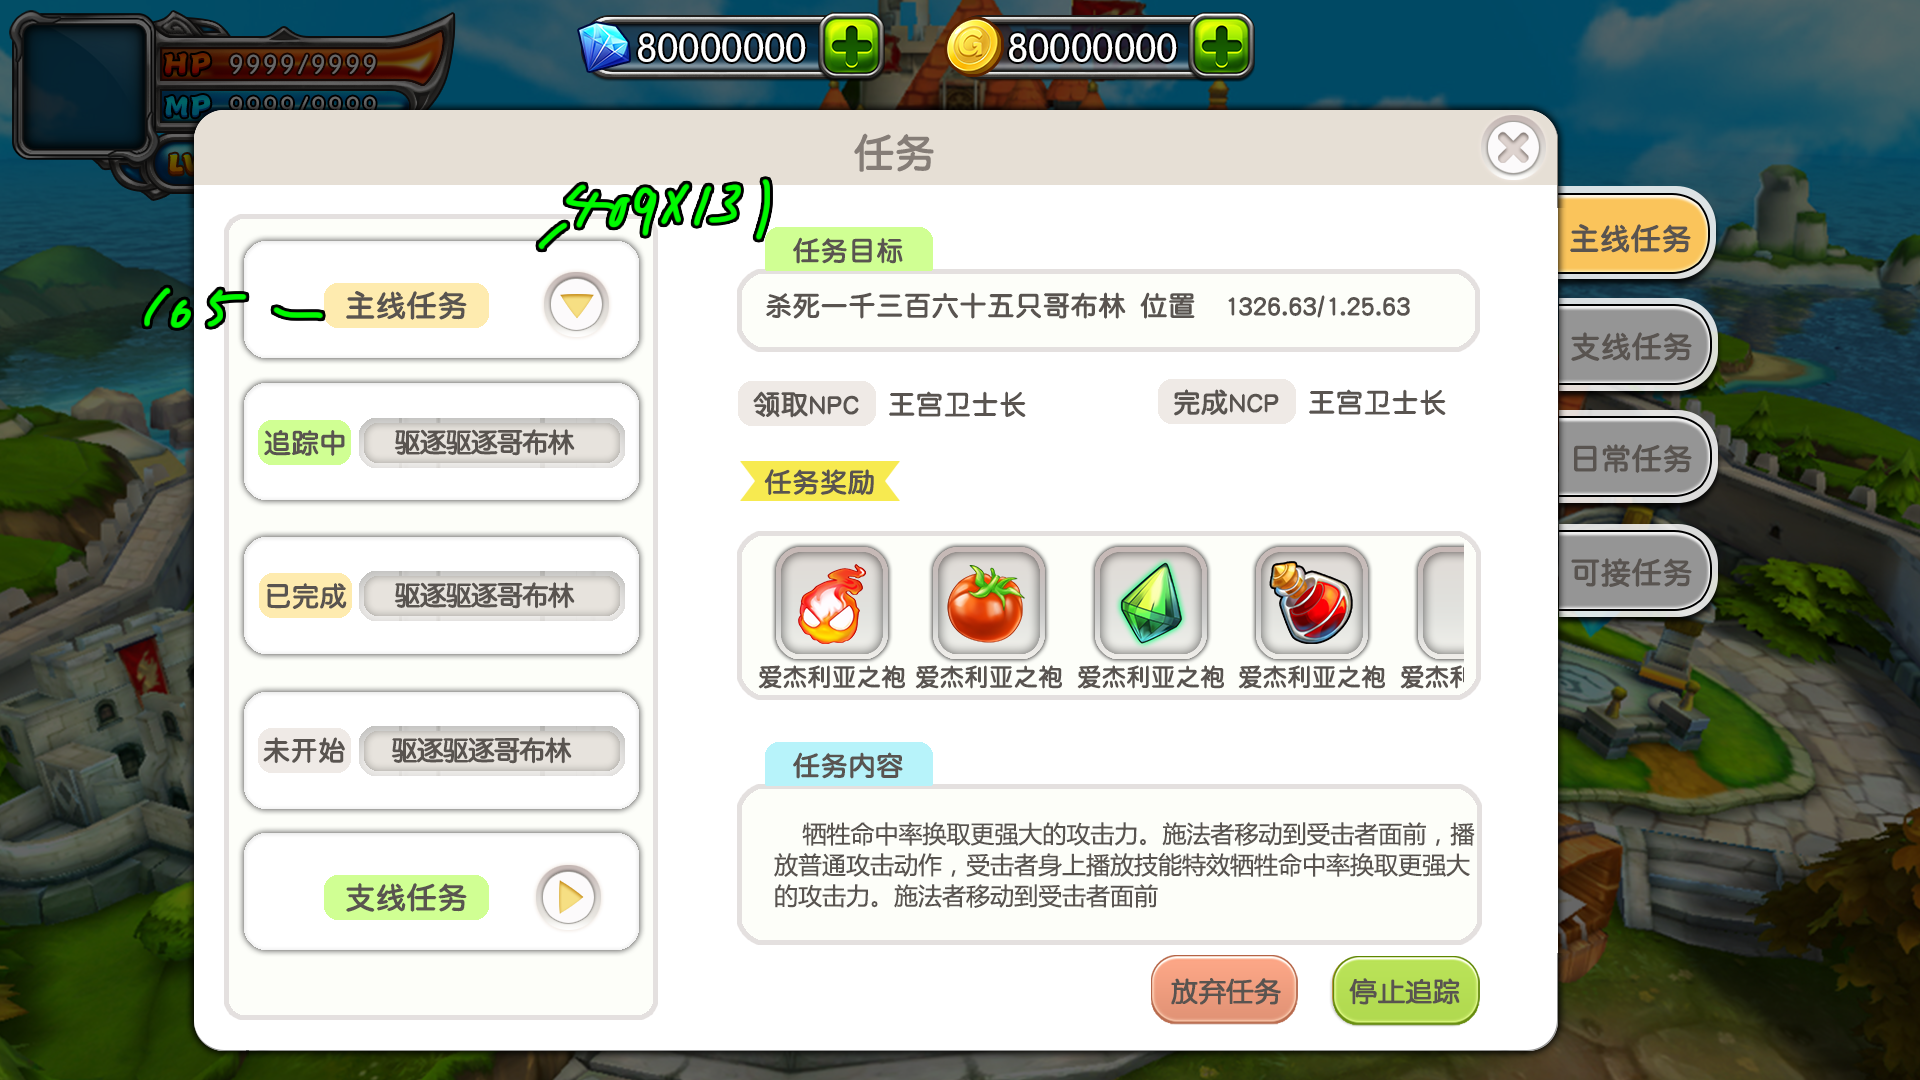 HP 9999/9999
80000000
80000000
MP 9999/9999
LV
任务
409X131
165
主线任务
追踪中 驱逐驱逐哥布林
已完成 驱逐驱逐哥布林
未开始 驱逐驱逐哥布林
支线任务
任务目标
杀死一千三百六十五只哥布林 位置 1326.63/1.25.63
领取NPC 王宫卫士长
完成NCP 王宫卫士长
任务奖励
爱杰利亚之袍 爱杰利亚之袍 爱杰利亚之袍 爱杰利亚之袍 爱杰利
任务内容
牺牲命中率换取更强大的攻击力。施法者移动到受击者面前，播
放普通攻击动作，受击者身上播放技能特效牺牲命中率换取更强大
的攻击力。施法者移动到受击者面前
放弃任务
停止追踪
主线任务
支线任务
日常任务
可接任务